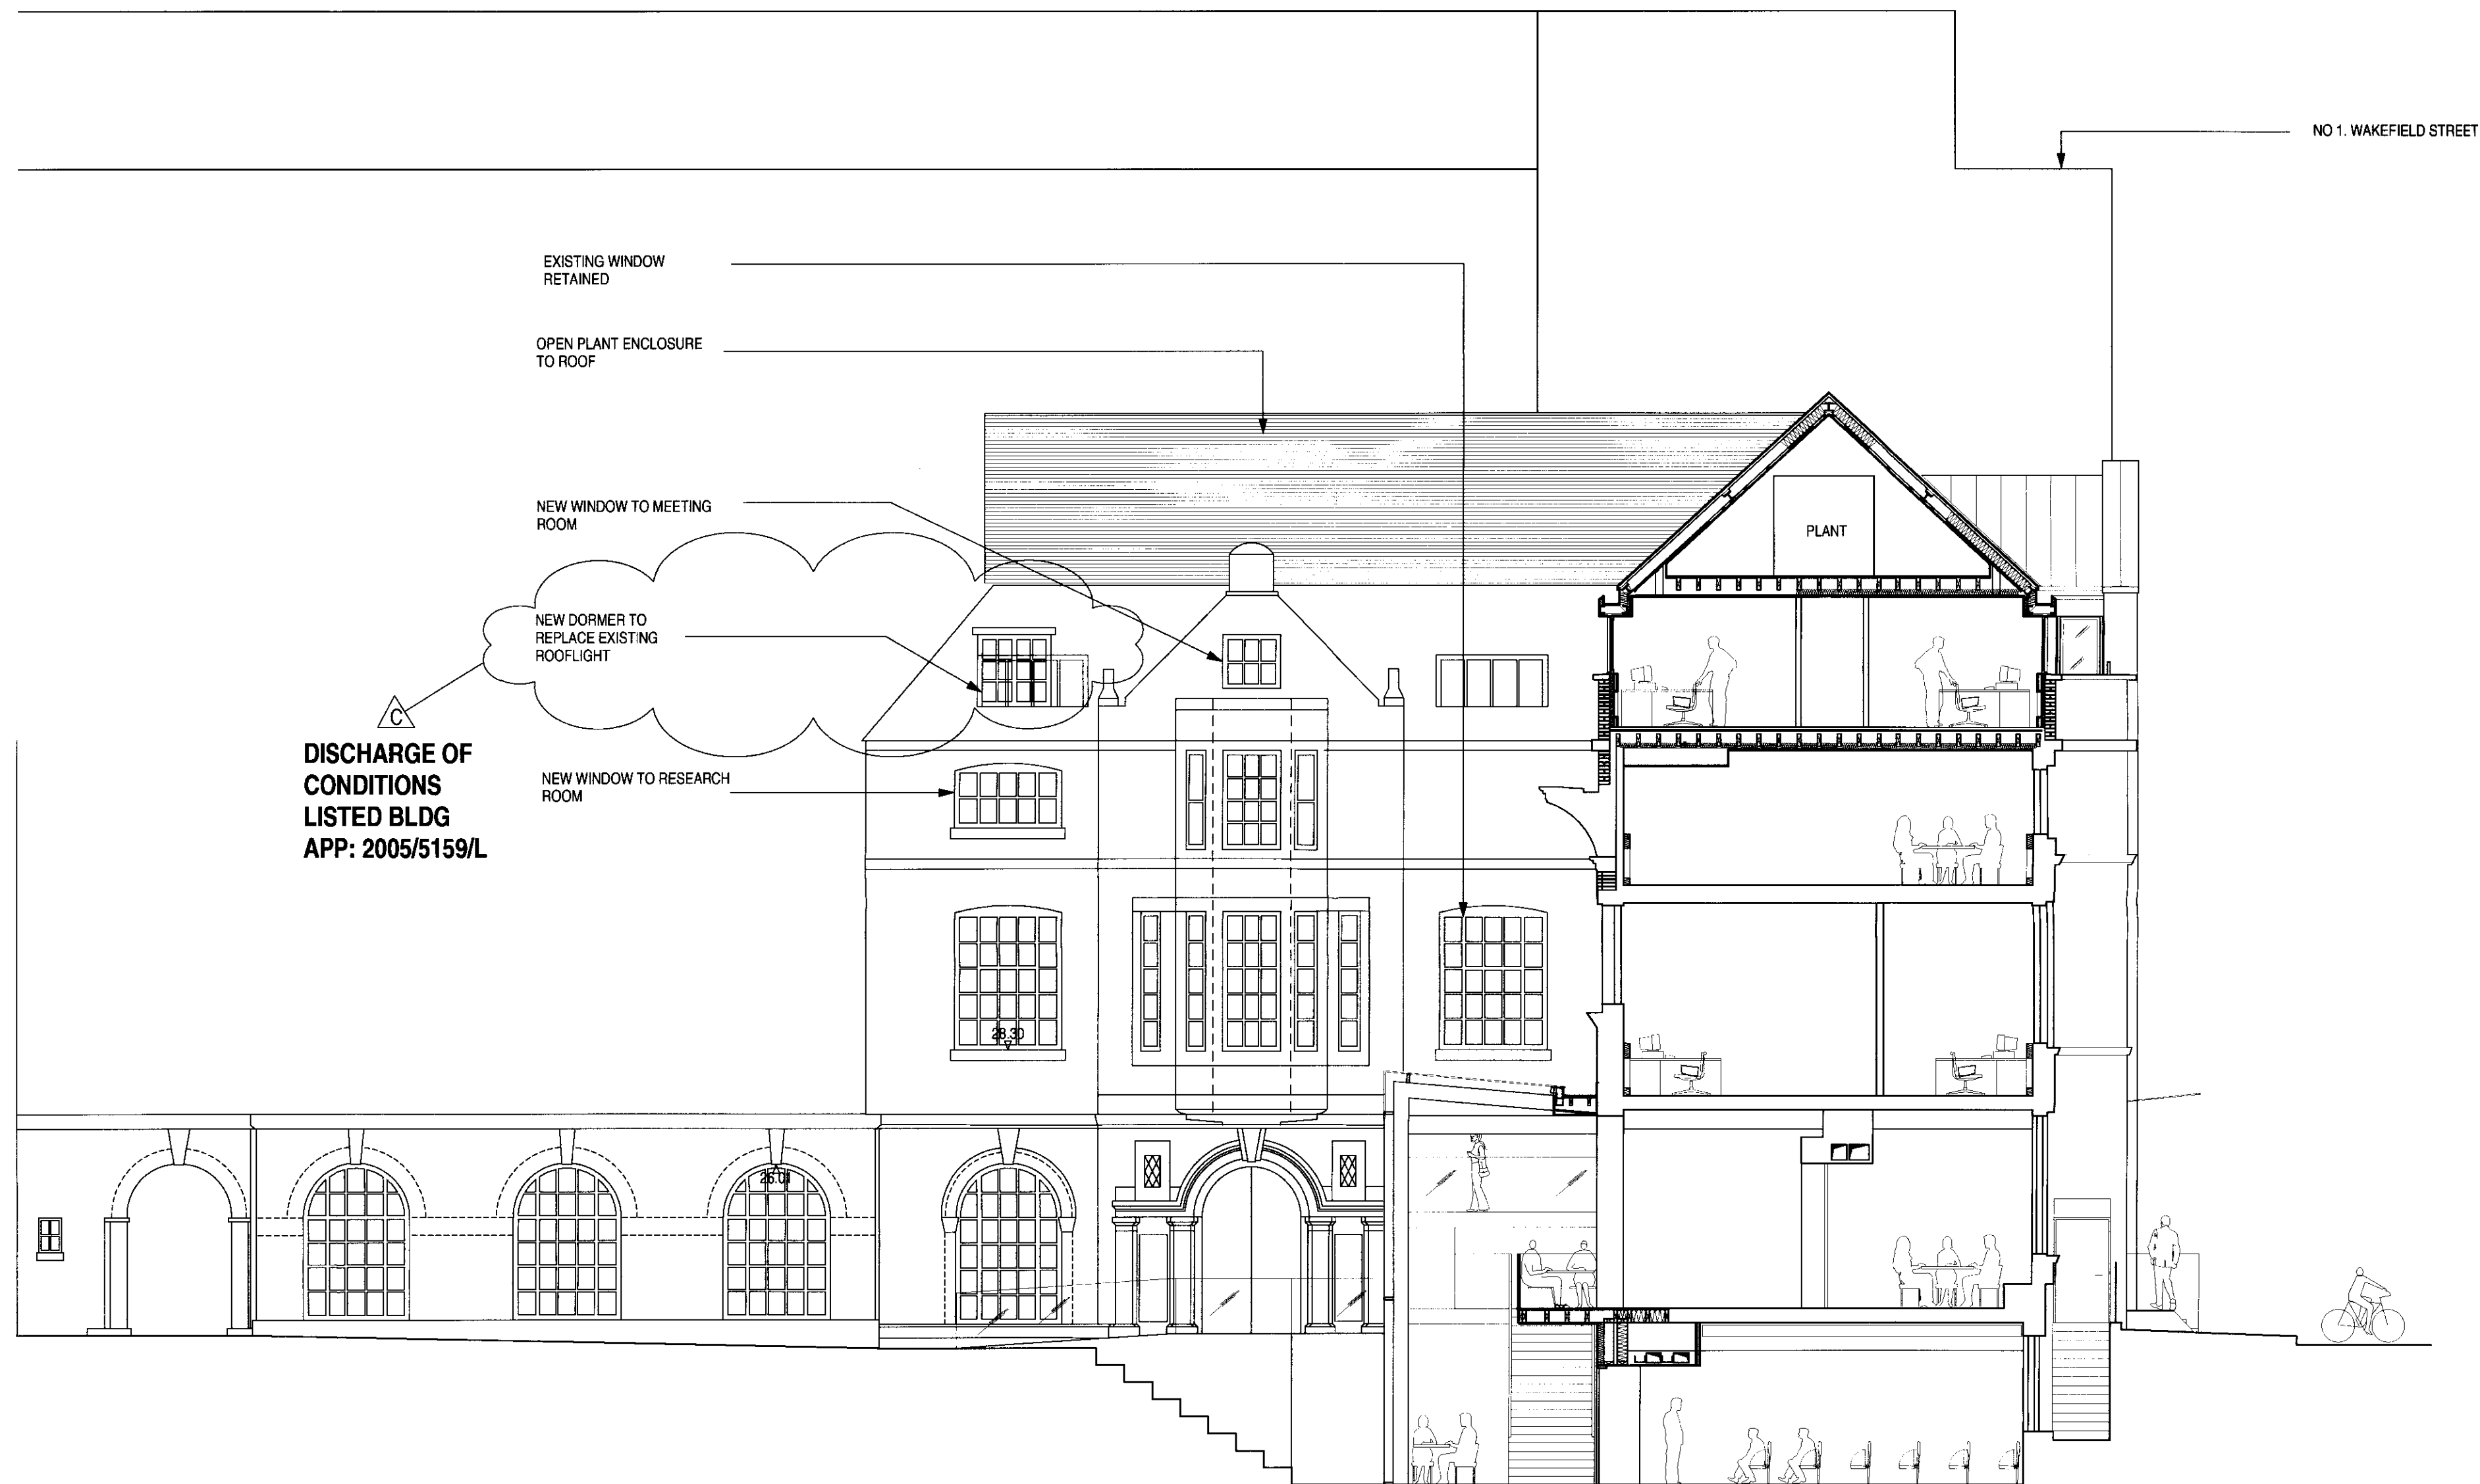 NO 1. WAKEFIELD STREET
EXISTING WINDOW
RETAINED
OPEN PLANT ENCLOSURE
TO ROOF
NEW WINDOW TO MEETING
ROOM
PLANT
NEW DORMER TO
REPLACE EXISTING
ROOFLIGHT
C
DISCHARGE OF
CONDITIONS
LISTED BLDG
APP: 2005/5159/L
NEW WINDOW TO RESEARCH
ROOM
28.30
26.01